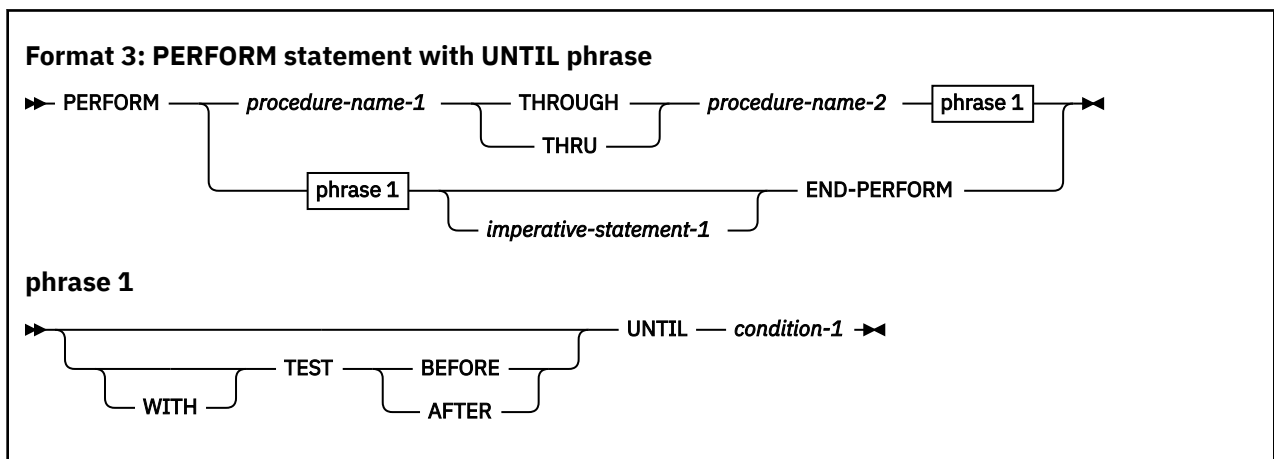 Format 3: PERFORM statement with UNTIL phrase
PERFORM procedure-name-1 THROUGH procedure-name-2 phrase 1
THRU
phrase 1 END-PERFORM
imperative-statement-1
phrase 1
UNTIL condition-1
TEST BEFORE
WITH AFTER